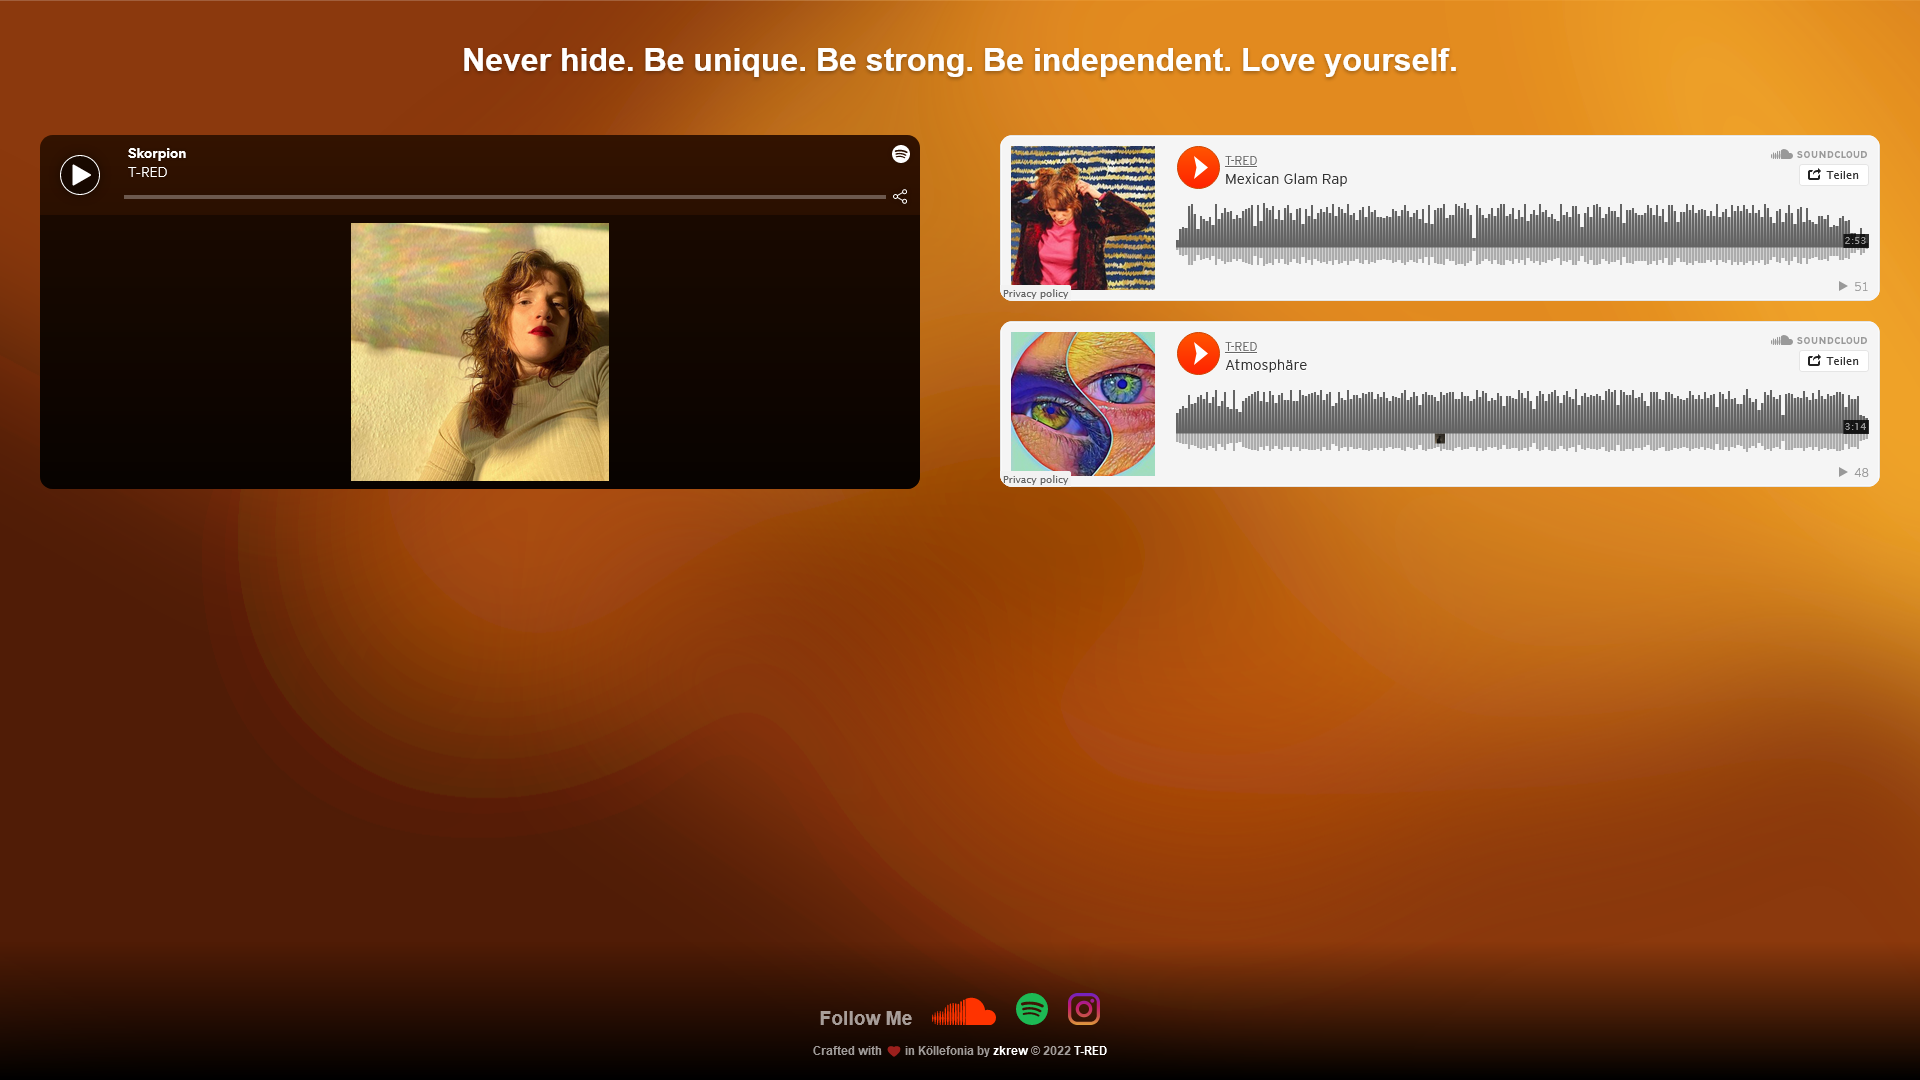 Never hide. Be unique. Be strong. Be independent. Love yourself.
Skorpion
T-RED
T-RED
Mexican Glam Rap
SOUNDCLOUD
Teilen
2:53
Privacy policy
51
T-RED
Atmosphäre
SOUNDCLOUD
Teilen
3:14
Privacy policy
48
Follow Me
Crafted with ❤ in Köllefonia by zkrew © 2022 T-RED